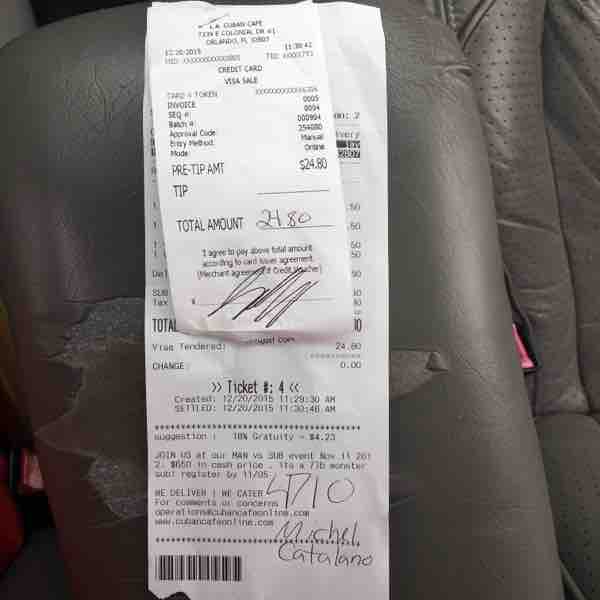 L.A. CUBAN CAFE
7339 E COLONIAL DR #1
ORLANDO, FL 32807
12/20/2015 11:30:42
CREDIT CARD
VISA SALE
CARD # TOKEN
INVOICE 0005
SEQ #: 0004
Batch #: 000904
Approval Code: 254080
Entry Method: Manual
Mode: Online
PRE-TIP AMT $24.80
TIP
TOTAL AMOUNT 24.80
I agree to pay above total amount
according to card issuer agreement.
(Merchant agreement if Credit Voucher)
TOTAL
Visa Tendered: 24.80
CHANGE: 0.00
>> Ticket #: 4 <<
Created: 12/20/2015 11:29:30 AM
SETTLED: 12/20/2015 11:30:46 AM
suggestion : 18% Gratuity = $4.23
JOIN US at our MAN vs SUB event Nov.11 201
2. $650 in cash price . its a 77b monster
sub! register by 11/05
WE DELIVER | WE CATER
4710
For comments or concerns
operations@cubancafeonline.com
www.cubancafeonline.com
Michel
Catalano